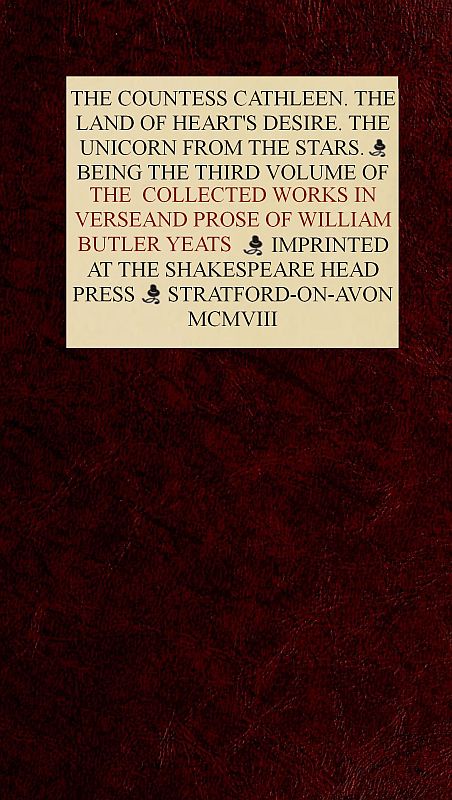 THE COUNTESS CATHLEEN. THE
LAND OF HEART'S DESIRE. THE
UNICORN FROM THE STARS.
BEING THE THIRD VOLUME OF
THE COLLECTED WORKS IN
VERSEAND PROSE OF WILLIAM
BUTLER YEATS IMPRINTED
AT THE SHAKESPEARE HEAD
PRESS STRATFORD-ON-AVON
MCMVIII